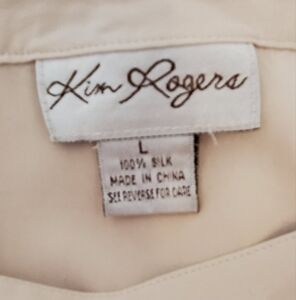 Kim Rogers
L
100% SILK
MADE IN CHINA
SEE REVERSE FOR CARE